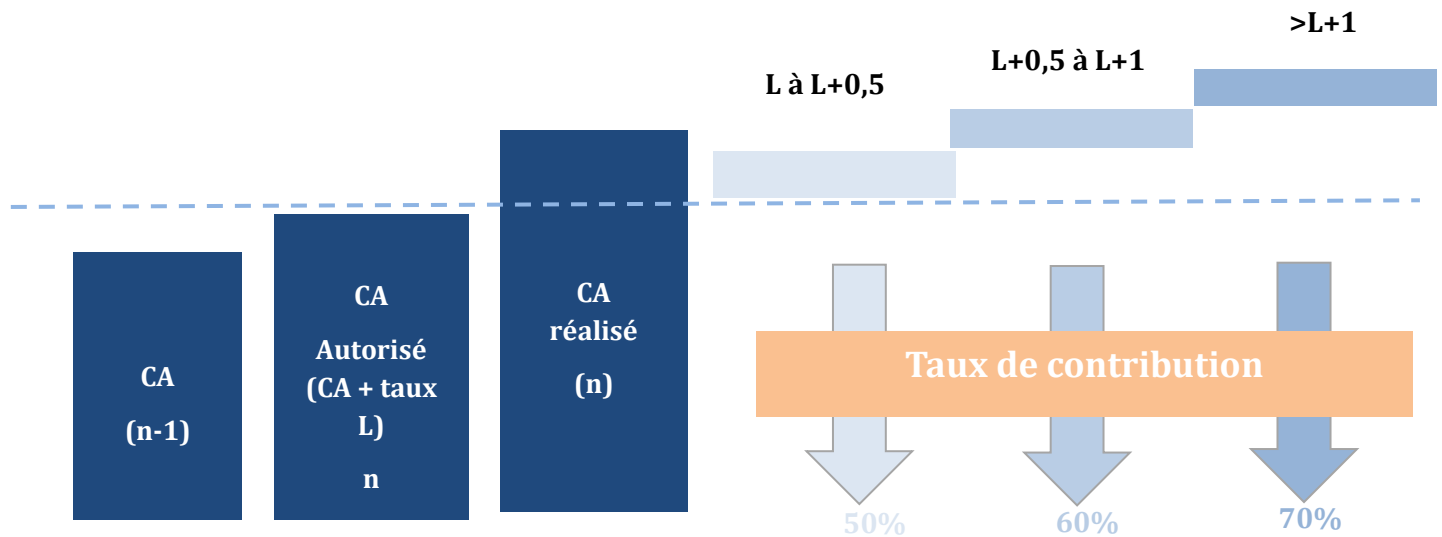 >L+1
L+0,5 à L+1
L à L+0,5
CA
(n-1)
CA
Autorisé
(CA + taux
L)
n
CA
réalisé
(n)
Taux de contribution
50%
60%
70%